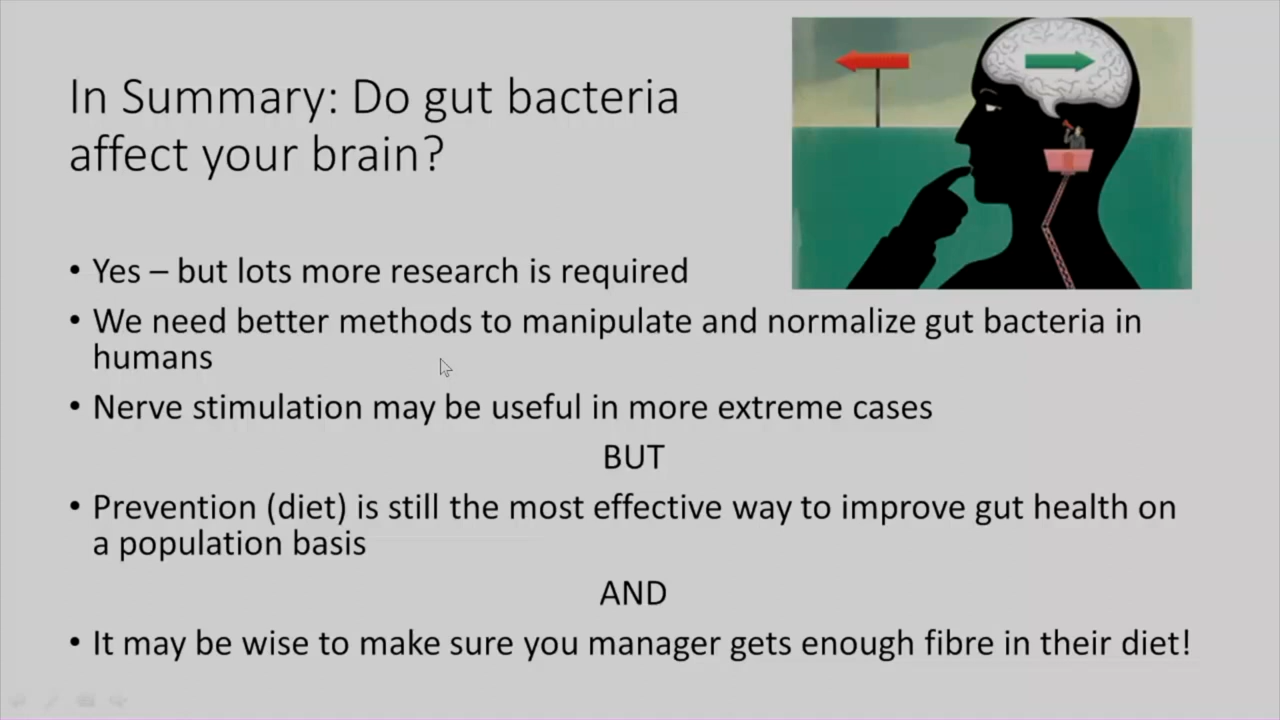 In Summary: Do gut bacteria
affect your brain?
• Yes – but lots more research is required
• We need better methods to manipulate and normalize gut bacteria in
humans
• Nerve stimulation may be useful in more extreme cases
BUT
• Prevention (diet) is still the most effective way to improve gut health on
a population basis
AND
• It may be wise to make sure you manager gets enough fibre in their diet!